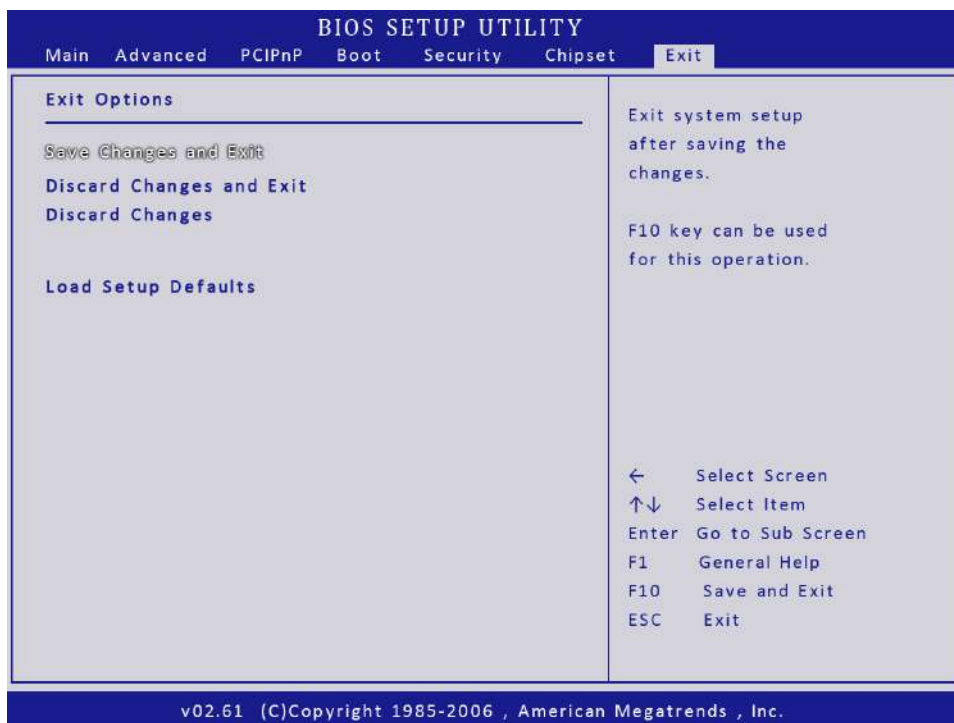 BIOS SETUP UTILITY
Main Advanced PCIPnP Boot Security Chipset Exit
Exit Options
Save Changes and Exit
Discard Changes and Exit
Discard Changes
Load Setup Defaults
Exit system setup
after saving the
changes.
F10 key can be used
for this operation.
← Select Screen
↑↓ Select Item
Enter Go to Sub Screen
F1 General Help
F10 Save and Exit
ESC Exit
v02.61 (C)Copyright 1985-2006 , American Megatrends , Inc.